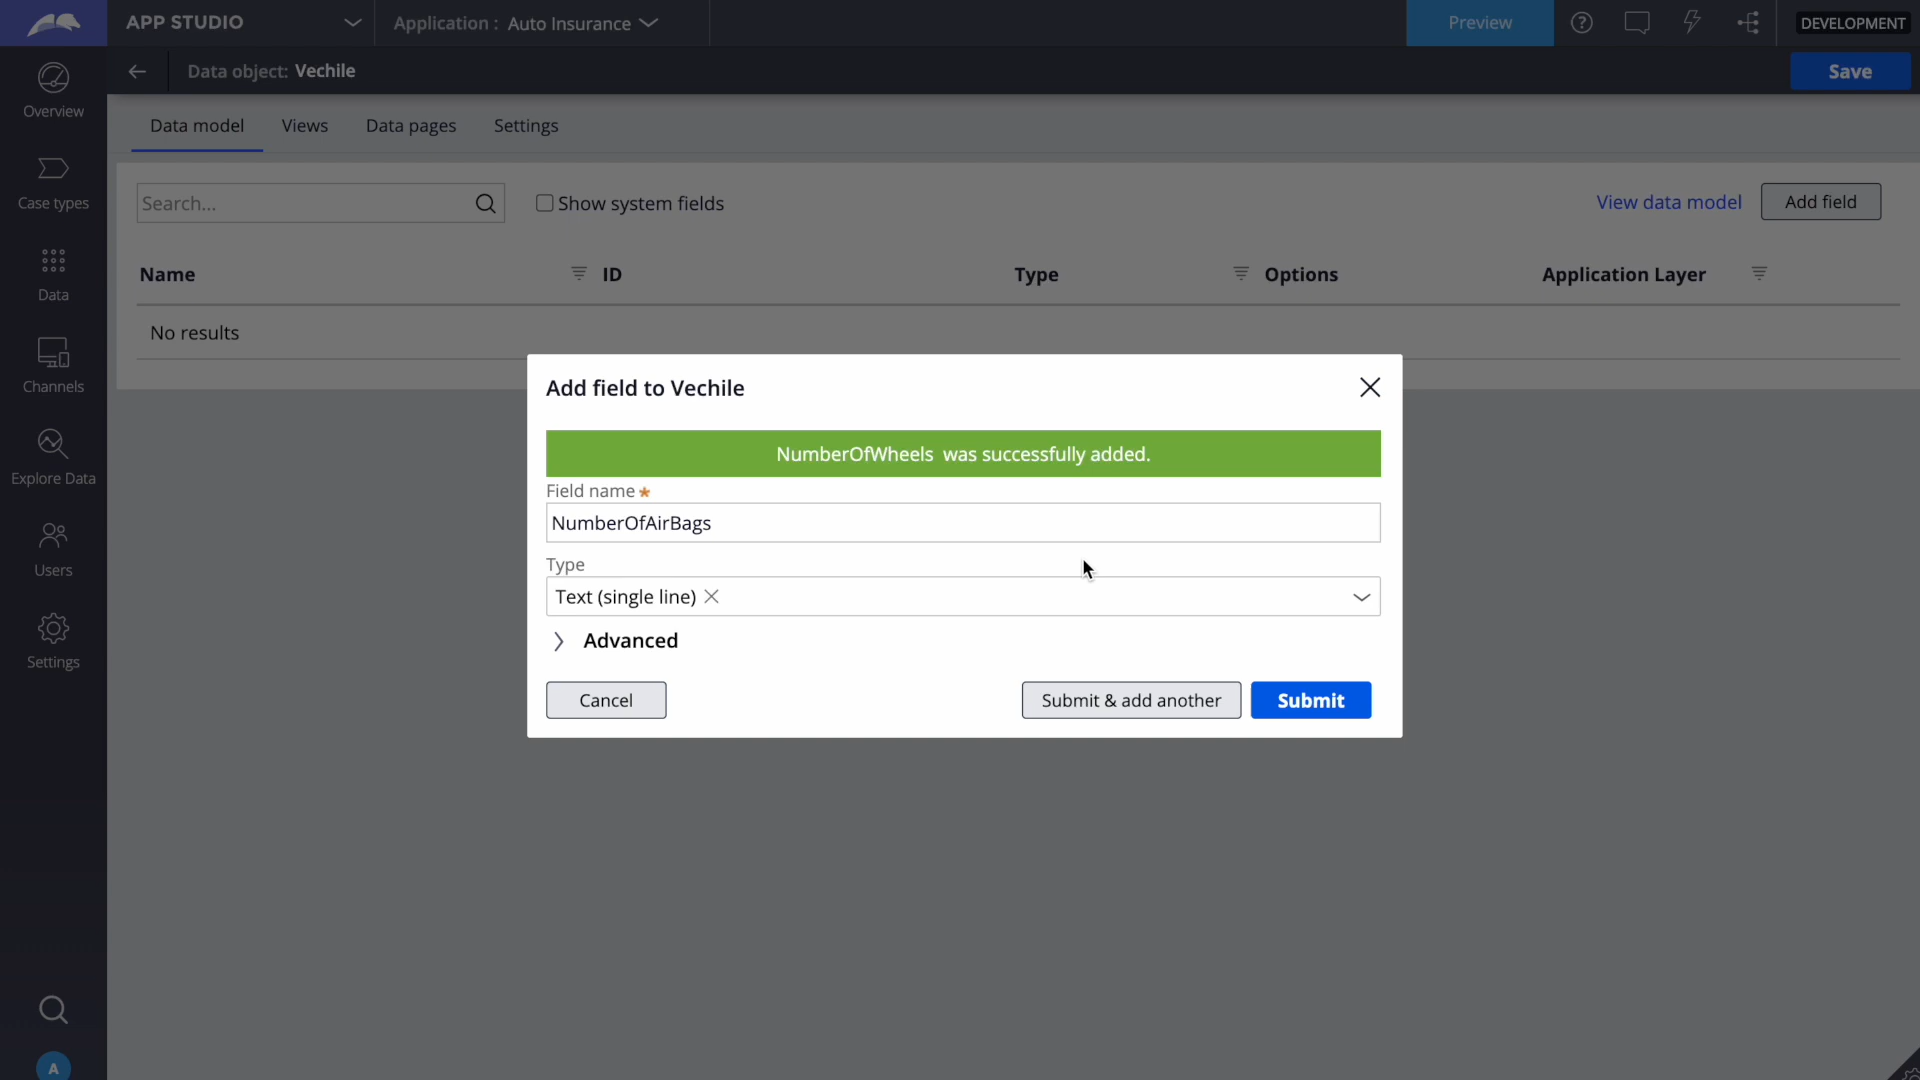 APP STUDIO
Application : Auto Insurance
Preview
DEVELOPMENT
Data object: Vechile
Save
Overview
Case types
Data
Channels
Explore Data
Users
Settings
A
Data model
Views
Data pages
Settings
Search...
Show system fields
View data model
Add field
Name
ID
Type
Options
Application Layer
No results
Add field to Vechile
NumberOfWheels was successfully added.
Field name *
NumberOfAirBags
Type
Text (single line)
Advanced
Cancel
Submit & add another
Submit